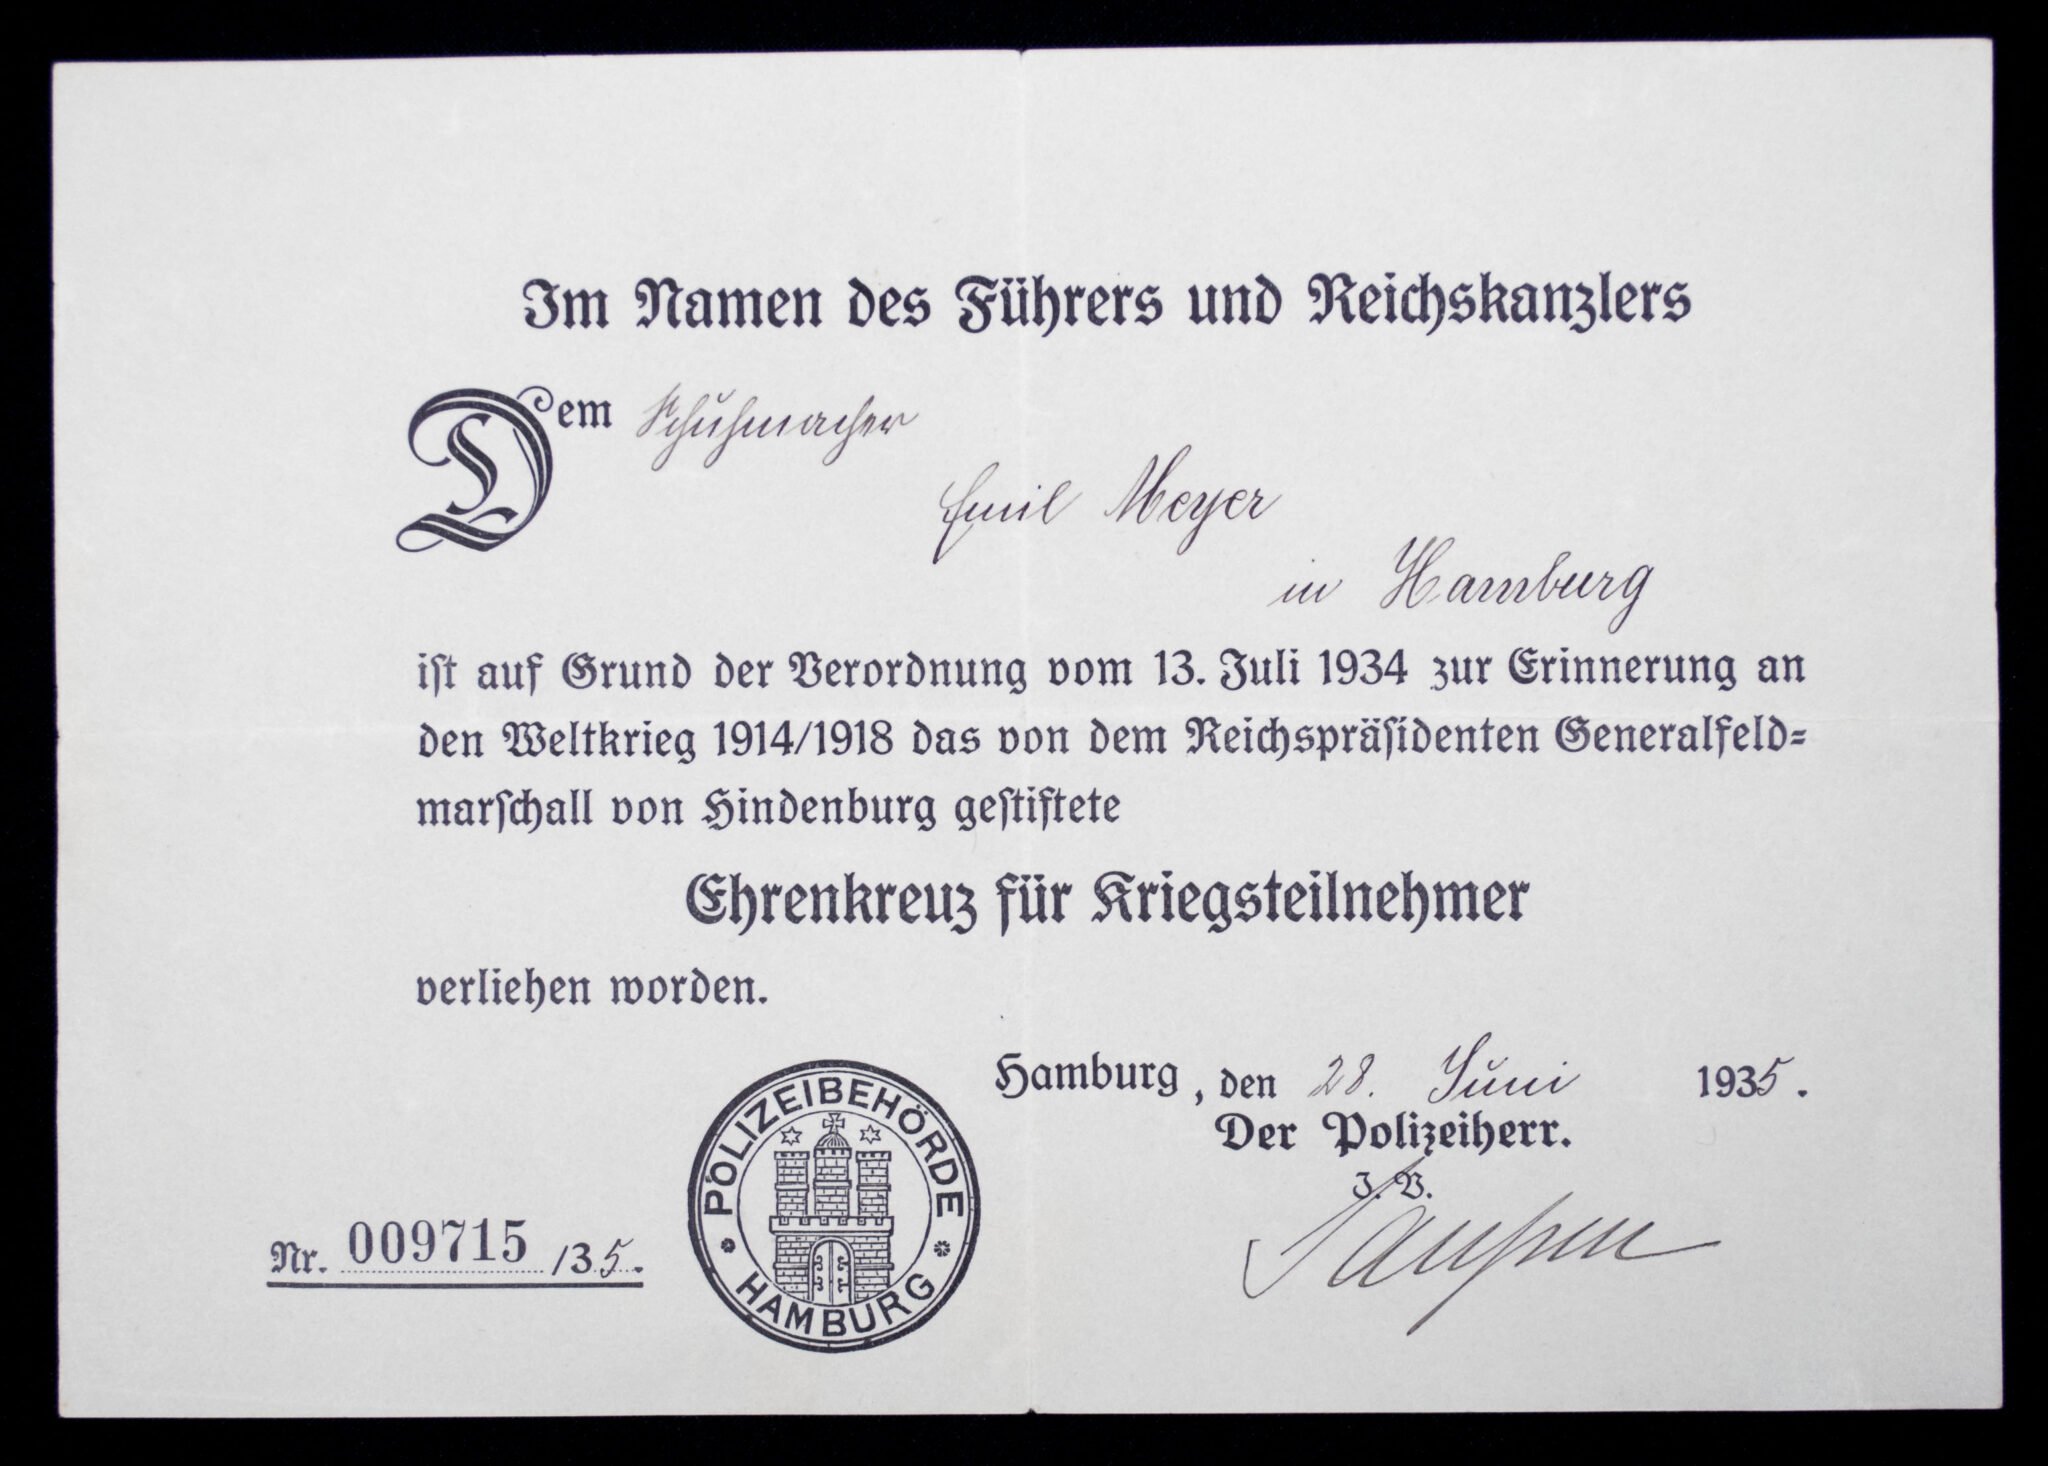 Im Namen des Führers und Reichskanzlers
Dem Schuhmacher
Emil Meyer
in Hamburg
ist auf Grund der Verordnung vom 13. Juli 1934 zur Erinnerung an
den Weltkrieg 1914/1918 das von dem Reichspräsidenten Generalfeld=
marschall von Hindenburg gestiftete
Ehrenkreuz für Kriegsteilnehmer
verliehen worden.
Hamburg, den 28. Juni 1935.
Der Polizeiherr.
J. V.
Nr. 009715 /35.
POLIZEIBEHÖRDE
HAMBURG